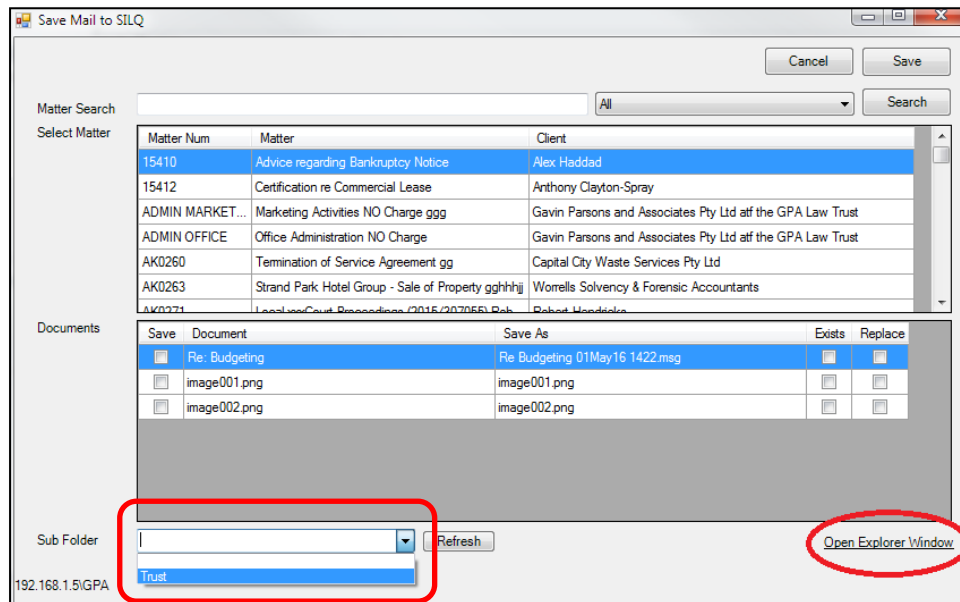 Save Mail to SILQ
Cancel Save
Matter Search All Search
Select Matter Matter Num Matter Client
15410 Advice regarding Bankruptcy Notice Alex Haddad
15412 Certification re Commercial Lease Anthony Clayton-Spray
ADMIN MARKET... Marketing Activities NO Charge ggg Gavin Parsons and Associates Pty Ltd atf the GPA Law Trust
ADMIN OFFICE Office Administration NO Charge Gavin Parsons and Associates Pty Ltd atf the GPA Law Trust
AK0260 Termination of Service Agreement gg Capital City Waste Services Pty Ltd
AK0263 Strand Park Hotel Group - Sale of Property gghhhjj Worrells Solvency & Forensic Accountants
AK0271 Proceedings (2015/207055) Robert Hendricks
Documents Save Document Save As Exists Replace
Re: Budgeting Re Budgeting 01May16 1422.msg
image001.png image001.png
image002.png image002.png
Sub Folder Refresh Open Explorer Window
Trust
192.168.1.5\GPA